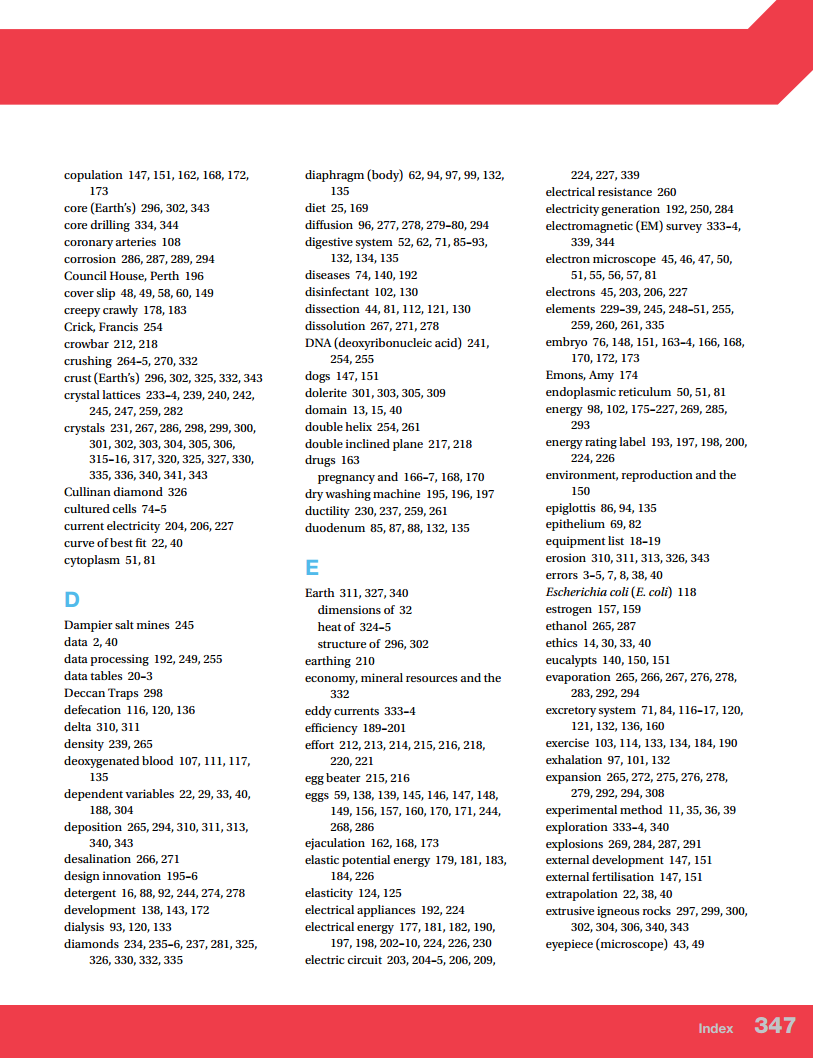 copulation 147, 151, 162, 168, 172,
173
core (Earth's) 296, 302, 343
core drilling 334, 344
coronary arteries 108
corrosion 286, 287, 289, 294
Council House, Perth 196
cover slip 48, 49, 58, 60, 149
creepy crawly 178, 183
Crick, Francis 254
crowbar 212, 218
crushing 264–5, 270, 332
crust (Earth's) 296, 302, 325, 332, 343
crystal lattices 233–4, 239, 240, 242,
245, 247, 259, 282
crystals 231, 267, 286, 298, 299, 300,
301, 302, 303, 304, 305, 306,
315–16, 317, 320, 325, 327, 330,
335, 336, 340, 341, 343
Cullinan diamond 326
cultured cells 74–5
current electricity 204, 206, 227
curve of best fit 22, 40
cytoplasm 51, 81
D
Dampier salt mines 245
data 2, 40
data processing 192, 249, 255
data tables 20–3
Deccan Traps 298
defecation 116, 120, 136
delta 310, 311
density 239, 265
deoxygenated blood 107, 111, 117,
135
dependent variables 22, 29, 33, 40,
188, 304
deposition 265, 294, 310, 311, 313,
340, 343
desalination 266, 271
design innovation 195–6
detergent 16, 88, 92, 244, 274, 278
development 138, 143, 172
dialysis 93, 120, 133
diamonds 234, 235–6, 237, 281, 325,
326, 330, 332, 335
diaphragm (body) 62, 94, 97, 99, 132,
135
diet 25, 169
diffusion 96, 277, 278, 279–80, 294
digestive system 52, 62, 71, 85–93,
132, 134, 135
diseases 74, 140, 192
disinfectant 102, 130
dissection 44, 81, 112, 121, 130
dissolution 267, 271, 278
DNA (deoxyribonucleic acid) 241,
254, 255
dogs 147, 151
dolerite 301, 303, 305, 309
domain 13, 15, 40
double helix 254, 261
double inclined plane 217, 218
drugs 163
pregnancy and 166–7, 168, 170
dry washing machine 195, 196, 197
ductility 230, 237, 259, 261
duodenum 85, 87, 88, 132, 135
E
Earth 311, 327, 340
dimensions of 32
heat of 324–5
structure of 296, 302
earthing 210
economy, mineral resources and the
332
eddy currents 333–4
efficiency 189–201
effort 212, 213, 214, 215, 216, 218,
220, 221
egg beater 215, 216
eggs 59, 138, 139, 145, 146, 147, 148,
149, 156, 157, 160, 170, 171, 244,
268, 286
ejaculation 162, 168, 173
elastic potential energy 179, 181, 183,
184, 226
elasticity 124, 125
electrical appliances 192, 224
electrical energy 177, 181, 182, 190,
197, 198, 202–10, 224, 226, 230
electric circuit 203, 204–5, 206, 209,
224, 227, 339
electrical resistance 260
electricity generation 192, 250, 284
electromagnetic (EM) survey 333–4,
339, 344
electron microscope 45, 46, 47, 50,
51, 55, 56, 57, 81
electrons 45, 203, 206, 227
elements 229–39, 245, 248–51, 255,
259, 260, 261, 335
embryo 76, 148, 151, 163–4, 166, 168,
170, 172, 173
Emons, Amy 174
endoplasmic reticulum 50, 51, 81
energy 98, 102, 175–227, 269, 285,
293
energy rating label 193, 197, 198, 200,
224, 226
environment, reproduction and the
150
epiglottis 86, 94, 135
epithelium 69, 82
equipment list 18–19
erosion 310, 311, 313, 326, 343
errors 3–5, 7, 8, 38, 40
Escherichia coli (E. coli) 118
estrogen 157, 159
ethanol 265, 287
ethics 14, 30, 33, 40
eucalypts 140, 150, 151
evaporation 265, 266, 267, 276, 278,
283, 292, 294
excretory system 71, 84, 116–17, 120,
121, 132, 136, 160
exercise 103, 114, 133, 134, 184, 190
exhalation 97, 101, 132
expansion 265, 272, 275, 276, 278,
279, 292, 294, 308
experimental method 11, 35, 36, 39
exploration 333–4, 340
explosions 269, 284, 287, 291
external development 147, 151
external fertilisation 147, 151
extrapolation 22, 38, 40
extrusive igneous rocks 297, 299, 300,
302, 304, 306, 340, 343
eyepiece (microscope) 43, 49
Index 347